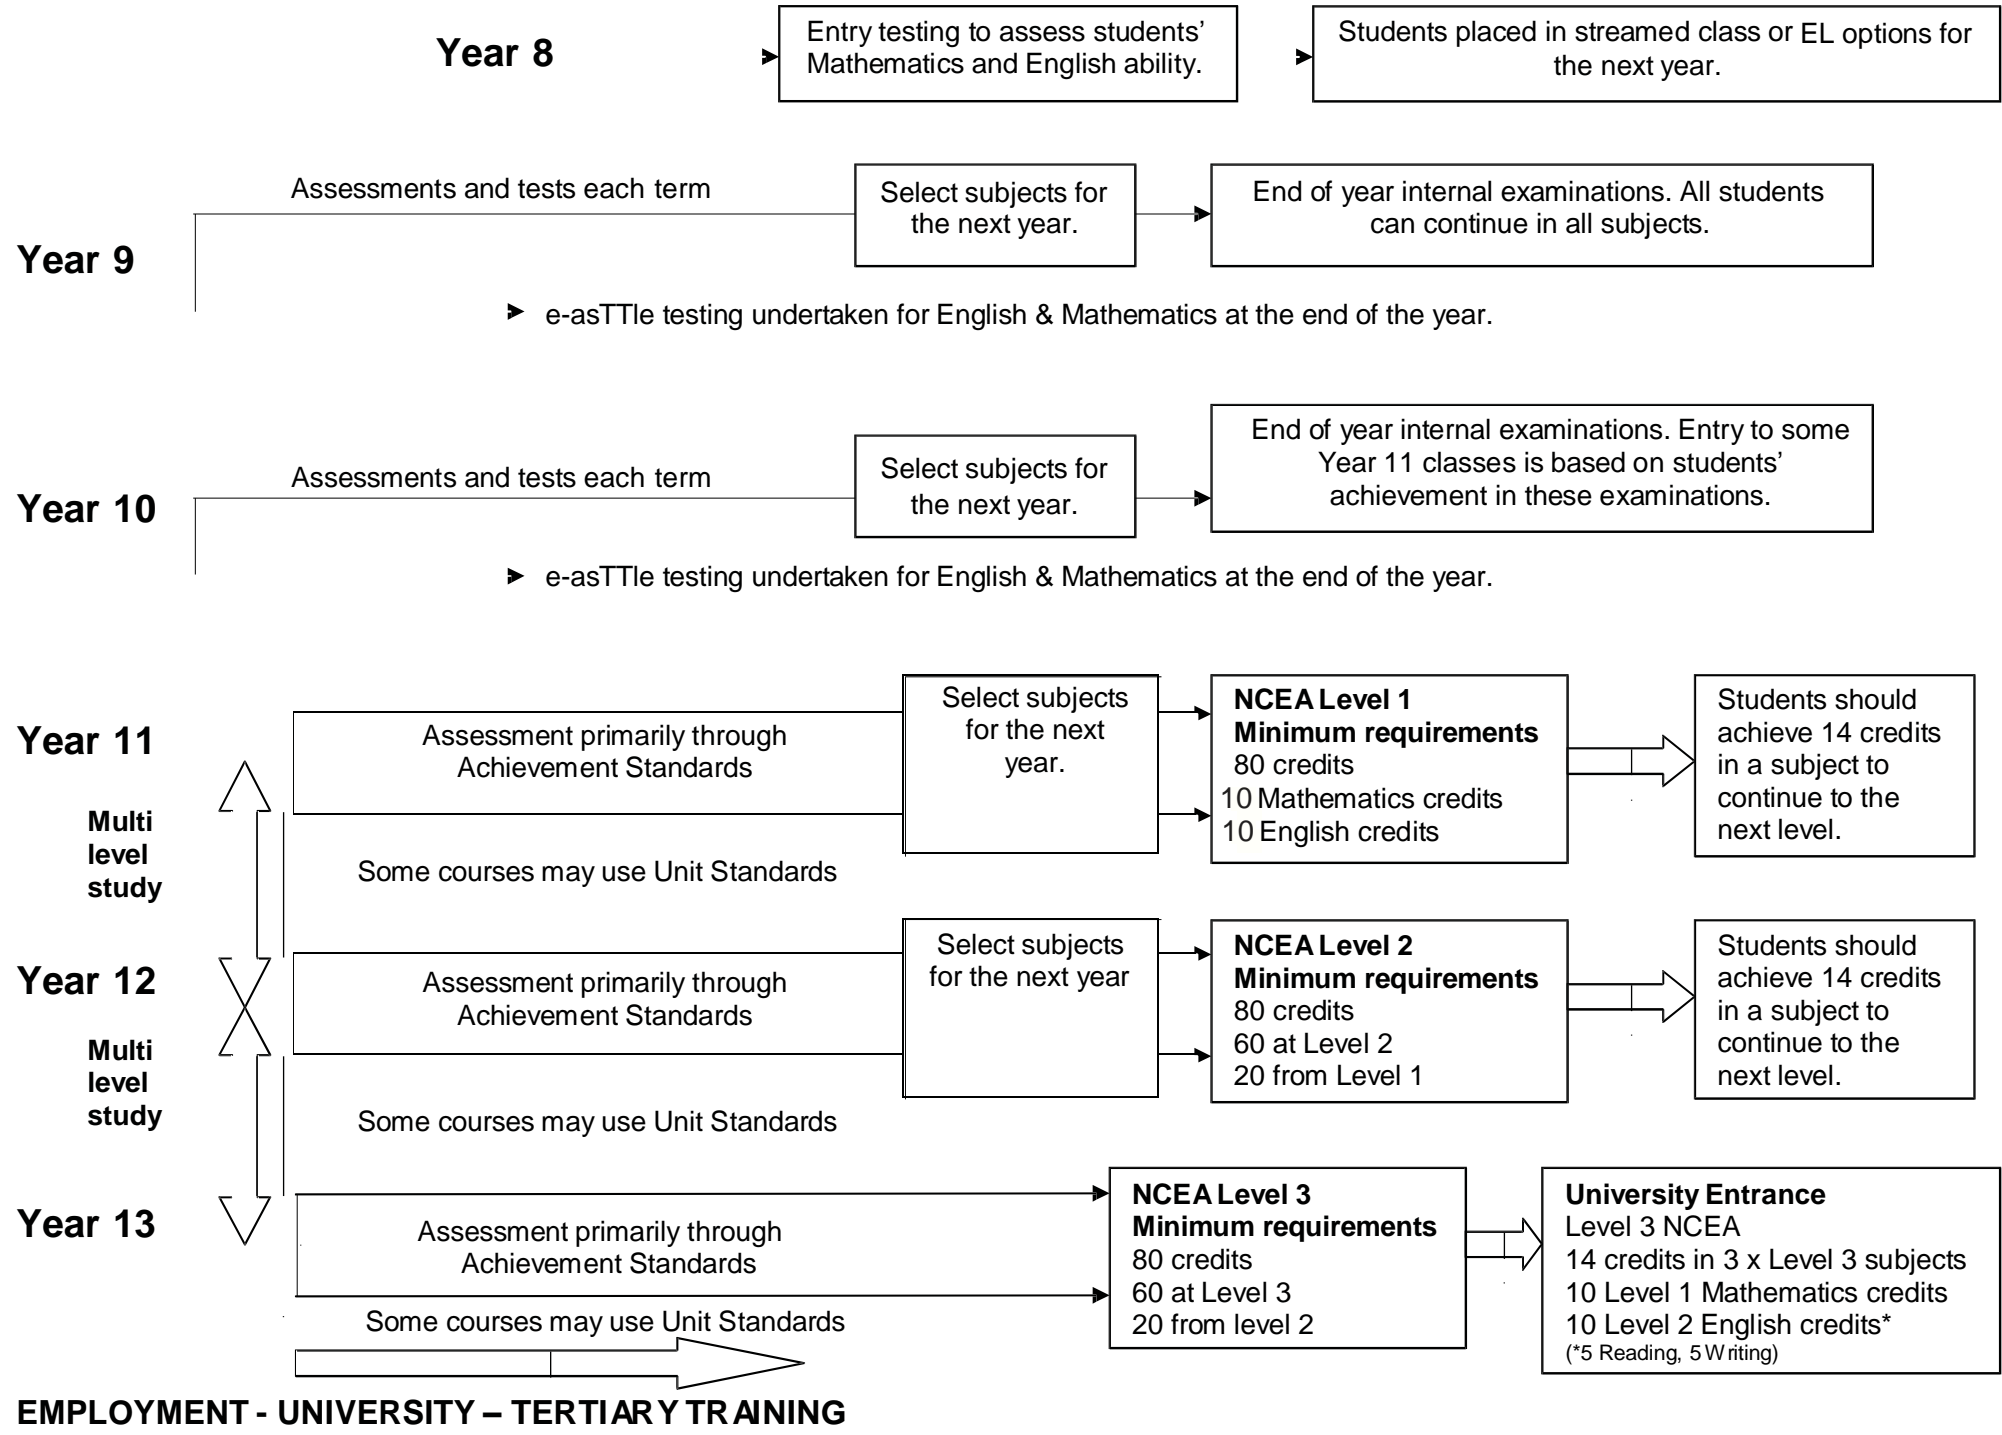 Year 8
Entry testing to assess students’
Mathematics and English ability.
Students placed in streamed class or EL options for
the next year.
Assessments and tests each term
Select subjects for
the next year.
End of year internal examinations. All students
can continue in all subjects.
Year 9
e-asTTle testing undertaken for English & Mathematics at the end of the year.
Assessments and tests each term
Select subjects for
the next year.
End of year internal examinations. Entry to some
Year 11 classes is based on students’
achievement in these examinations.
Year 10
e-asTTle testing undertaken for English & Mathematics at the end of the year.
Year 11
Assessment primarily through
Achievement Standards
Select subjects
for the next
year.
NCEA Level 1
Minimum requirements
80 credits
10 Mathematics credits
10 English credits
Students should
achieve 14 credits
in a subject to
continue to the
next level.
Multi
level
study
Some courses may use Unit Standards
Year 12
Assessment primarily through
Achievement Standards
Select subjects
for the next year
NCEA Level 2
Minimum requirements
80 credits
60 at Level 2
20 from Level 1
Students should
achieve 14 credits
in a subject to
continue to the
next level.
Multi
level
study
Some courses may use Unit Standards
Year 13
Assessment primarily through
Achievement Standards
NCEA Level 3
Minimum requirements
80 credits
60 at Level 3
20 from level 2
University Entrance
Level 3 NCEA
14 credits in 3 x Level 3 subjects
10 Level 1 Mathematics credits
10 Level 2 English credits*
(*5 Reading, 5 Writing)
Some courses may use Unit Standards
EMPLOYMENT - UNIVERSITY – TERTIARY TRAINING